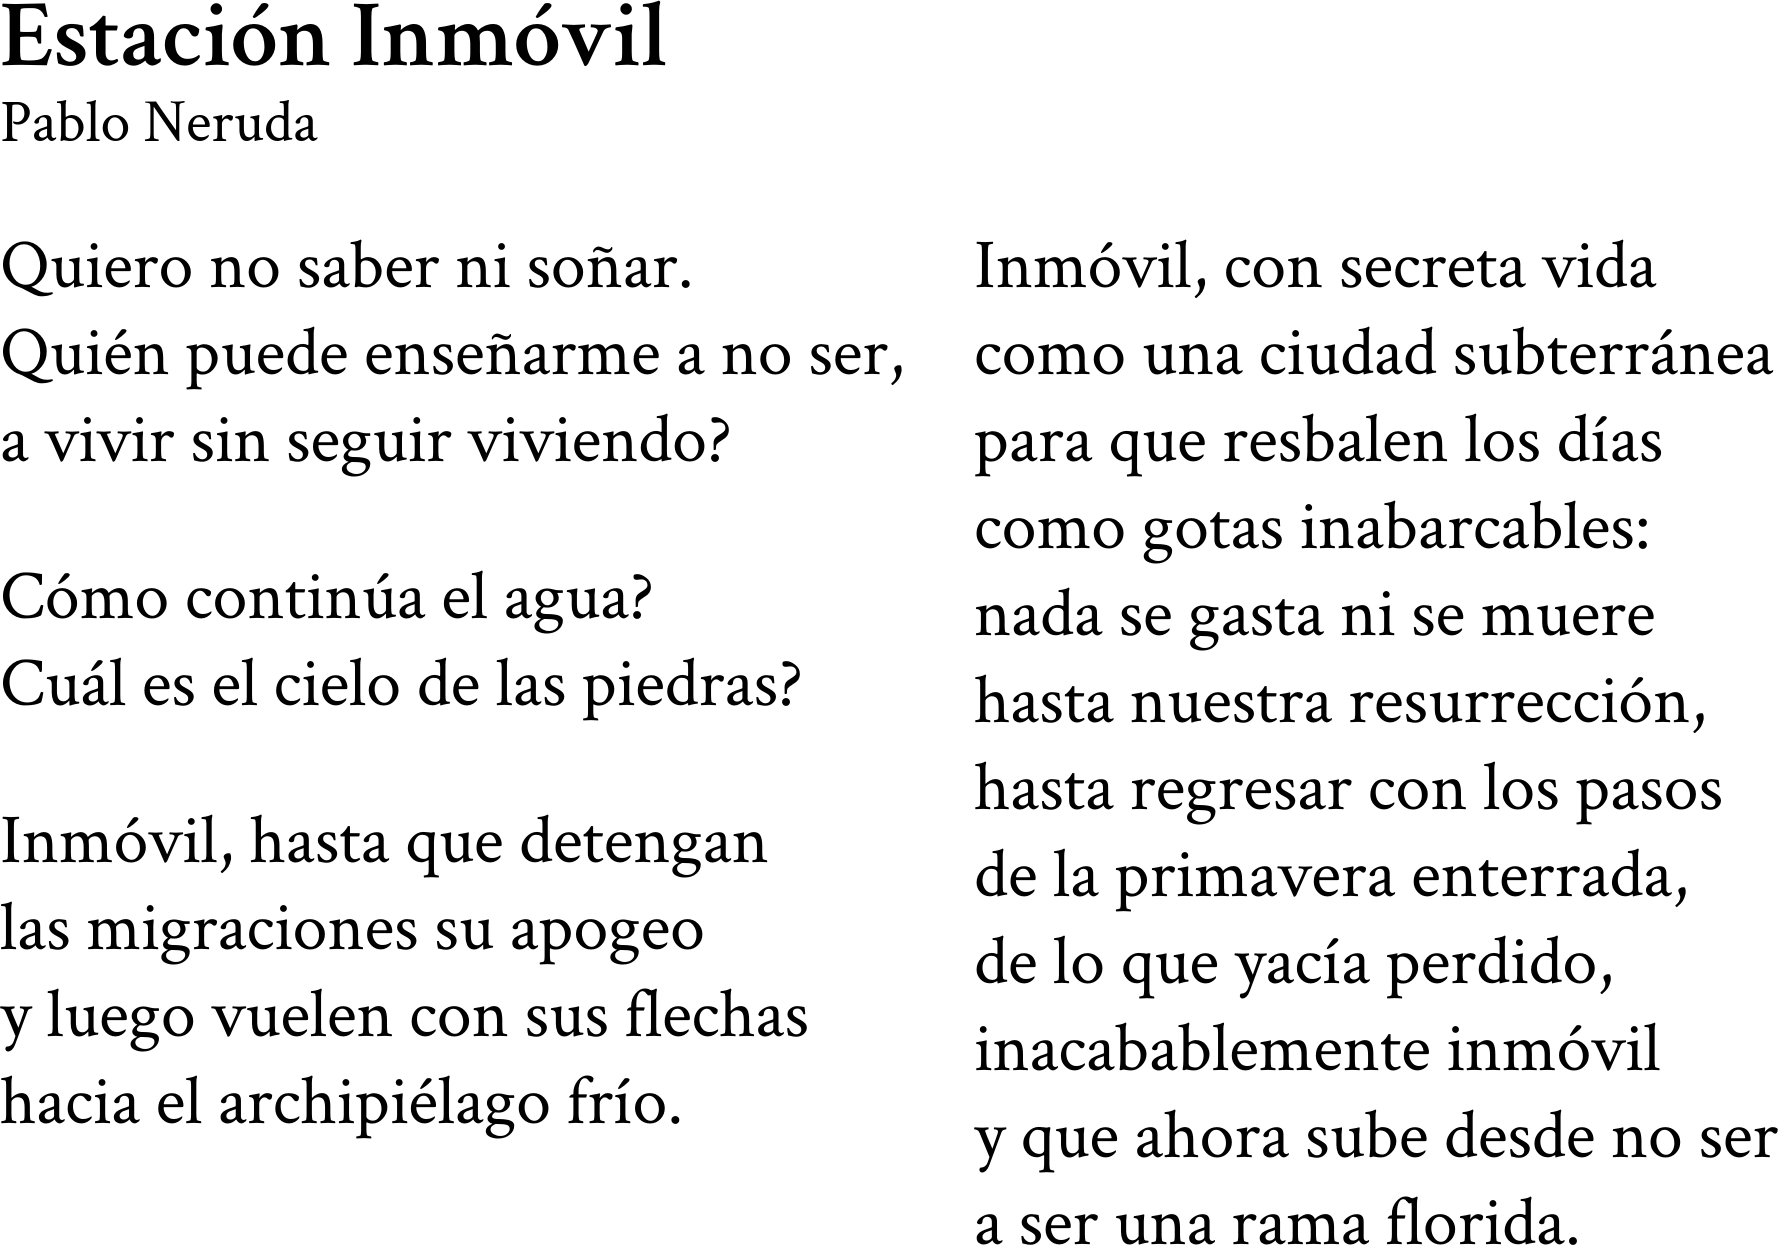 Estación Inmóvil
Pablo Neruda
Quiero no saber ni soñar.
Quién puede enseñarme a no ser,
a vivir sin seguir viviendo?
Cómo continúa el agua?
Cuál es el cielo de las piedras?
Inmóvil, hasta que detengan
las migraciones su apogeo
y luego vuelen con sus flechas
hacia el archipiélago frío.
Inmóvil, con secreta vida
como una ciudad subterránea
para que resbalen los días
como gotas inabarcables:
nada se gasta ni se muere
hasta nuestra resurrección,
hasta regresar con los pasos
de la primavera enterrada,
de lo que yacía perdido,
inacabablemente inmóvil
y que ahora sube desde no ser
a ser una rama florida.